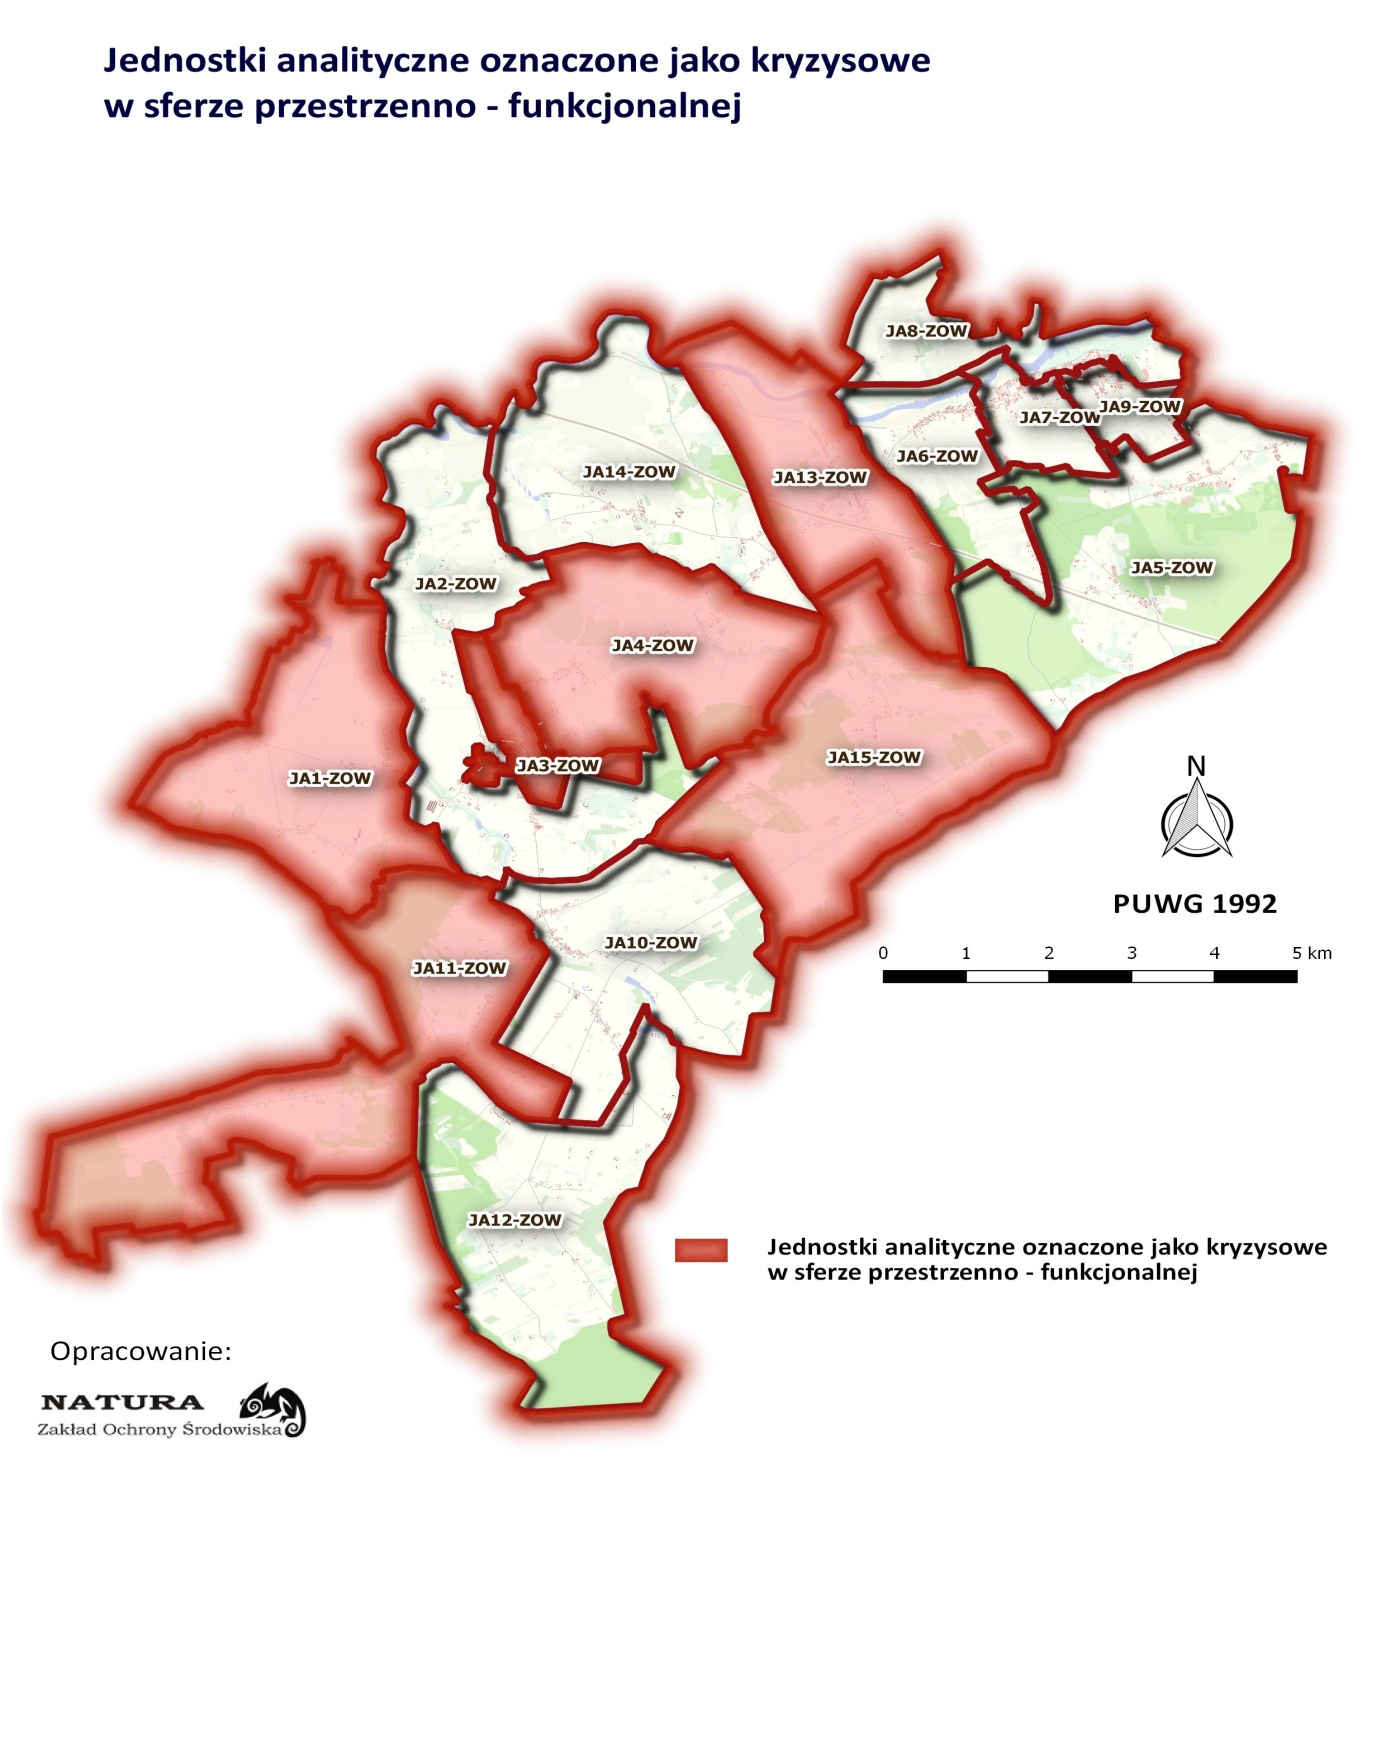 Jednostki analityczne oznaczone jako kryzysowe
w sferze przestrzenno - funkcjonalnej
JA8-ZOW
JA9-ZOW
JA7-ZOW
JA6-ZOW
JA14-ZOW
JA13-ZOW
JA5-ZOW
JA2-ZOW
JA4-ZOW
JA15-ZOW
JA3-ZOW
JA1-ZOW
N
PUWG 1992
JA10-ZOW
JA11-ZOW
0 1 2 3 4 5 km
JA12-ZOW
Jednostki analityczne oznaczone jako kryzysowe
w sferze przestrzenno - funkcjonalnej
Opracowanie:
NATURA
Zakład Ochrony Środowiska